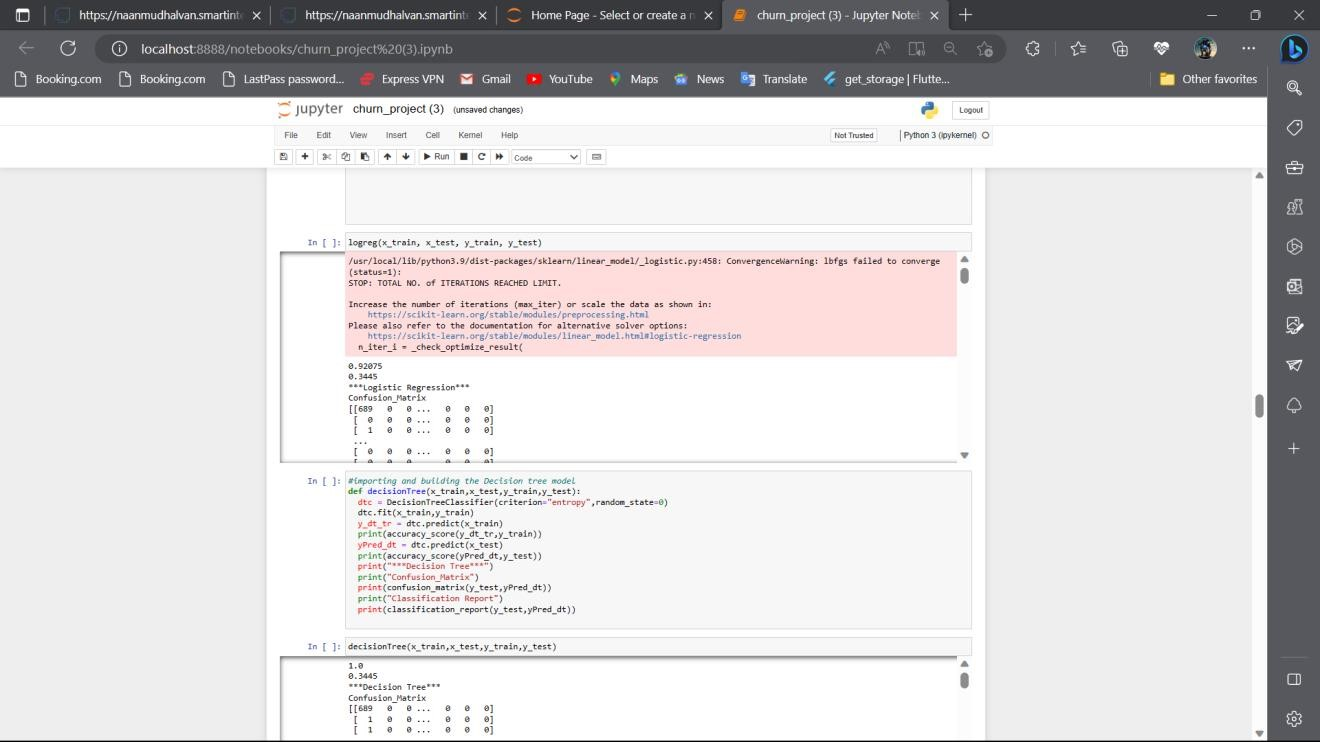 https://naanmudhalvan.smartinte
https://naanmudhalvan.smartinte
Home Page - Select or create a n
churn_project (3) - Jupyter Noteb
localhost:8888/notebooks/churn_project%20(3).ipynb
Booking.com
Booking.com
LastPass password...
Express VPN
Gmail
YouTube
Maps
News
Translate
get_storage | Flutte...
Other favorites
jupyter churn_project (3) (unsaved changes)
Logout
File Edit View Insert Cell Kernel Help
Not Trusted
Python 3 (ipykernel)
Run
Code
In [ ]: logreg(x_train, x_test, y_train, y_test)
/usr/local/lib/python3.9/dist-packages/sklearn/linear_model/_logistic.py:458: ConvergenceWarning: lbfgs failed to converge
(status=1):
STOP: TOTAL NO. of ITERATIONS REACHED LIMIT.
Increase the number of iterations (max_iter) or scale the data as shown in:
https://scikit-learn.org/stable/modules/preprocessing.html
Please also refer to the documentation for alternative solver options:
https://scikit-learn.org/stable/modules/linear_model.html#logistic-regression
n_iter_i = _check_optimize_result(
0.92075
0.3445
***Logistic Regression***
Confusion_Matrix
[[689 0 0 ... 0 0 0]
[ 0 0 0 ... 0 0 0]
[ 1 0 0 ... 0 0 0]
...
[ 0 0 0 ... 0 0 0]
[ 0 0 0 ... 0 0 0]
In [ ]: #importing and building the Decision tree model
def decisionTree(x_train,x_test,y_train,y_test):
dtc = DecisionTreeClassifier(criterion="entropy",random_state=0)
dtc.fit(x_train,y_train)
y_dt_tr = dtc.predict(x_train)
print(accuracy_score(y_dt_tr,y_train))
yPred_dt = dtc.predict(x_test)
print(accuracy_score(yPred_dt,y_test))
print("***Decision Tree***")
print("Confusion_Matrix")
print(confusion_matrix(y_test,yPred_dt))
print("Classification Report")
print(classification_report(y_test,yPred_dt))
In [ ]: decisionTree(x_train,x_test,y_train,y_test)
1.0
0.3445
***Decision Tree***
Confusion_Matrix
[[689 0 0 ... 0 0 0]
[ 1 0 0 ... 0 0 0]
[ 1 0 0 ... 0 0 0]